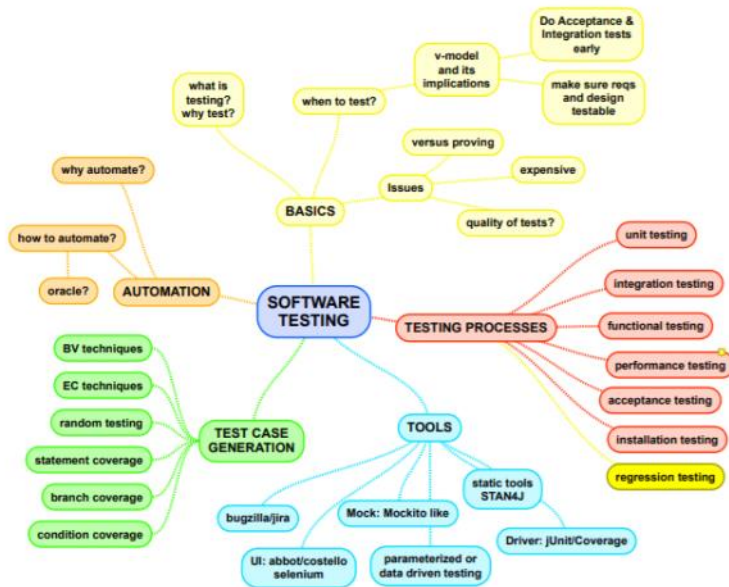 Do Acceptance &
Integration tests
early
v-model
and its
implications
what is
testing?
why test?
when to test?
make sure reqs
and design
testable
versus proving
why automate?
Issues
expensive
BASICS
quality of tests?
how to automate?
unit testing
oracle?
AUTOMATION
SOFTWARE
TESTING
integration testing
TESTING PROCESSES
functional testing
BV techniques
performance testing
EC techniques
acceptance testing
random testing
TEST CASE
GENERATION
TOOLS
installation testing
statement coverage
regression testing
branch coverage
static tools
STAN4J
condition coverage
bugzilla/jira
Mock: Mockito like
Driver: jUnit/Coverage
UI: abbot/costello
selenium
parameterized or
data driven testing